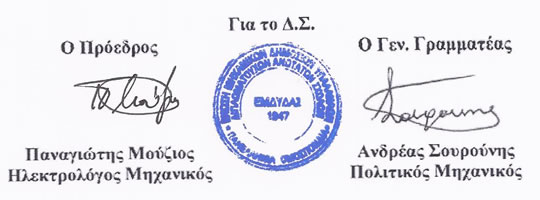 Για το Δ.Σ.
Ο Πρόεδρος
Ο Γεν. Γραμματέας
ΕΜΔΥΔΑΣ
1947
Παναγιώτης Μούζιος
Ηλεκτρολόγος Μηχανικός
Ανδρέας Σουρούνης
Πολιτικός Μηχανικός